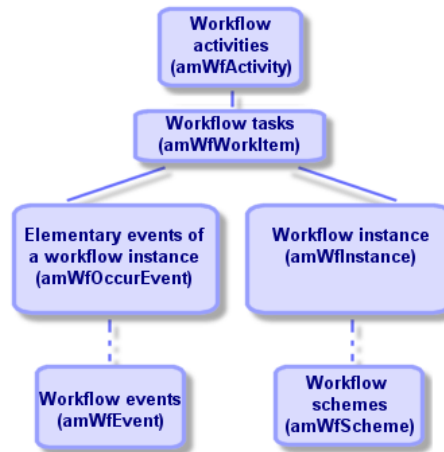 Workflow
activities
(amWfActivity)
Workflow tasks
(amWfWorkItem)
Elementary events of
a workflow instance
(amWfOccurEvent)
Workflow instance
(amWfInstance)
Workflow events
(amWfEvent)
Workflow
schemes
(amWfScheme)